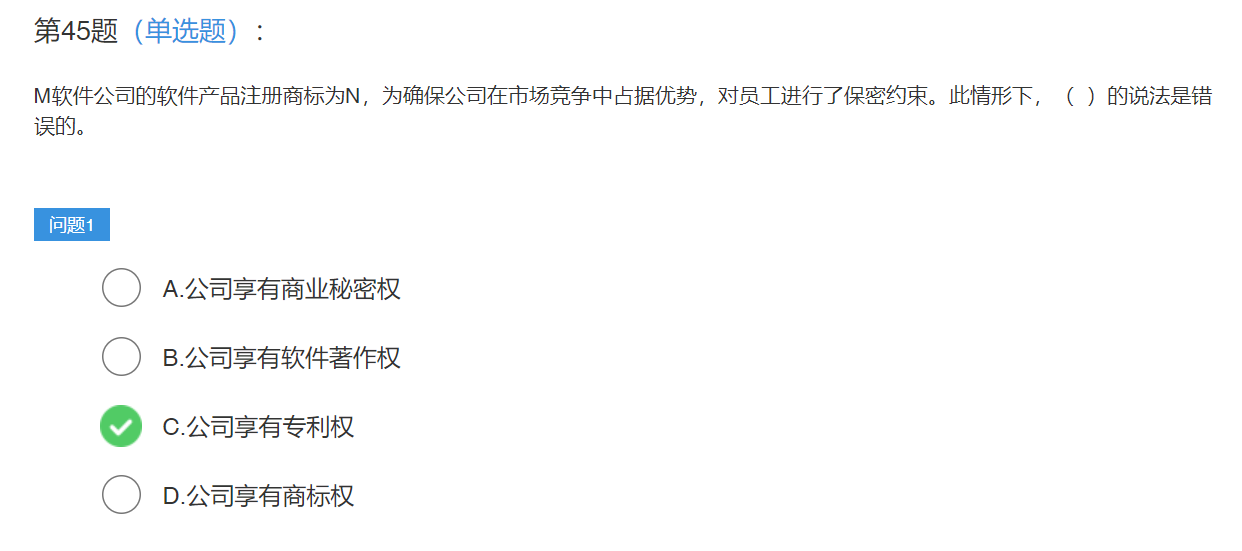 第45题（单选题）：
M软件公司的软件产品注册商标为N，为确保公司在市场竞争中占据优势，对员工进行了保密约束。此情形下，（ ）的说法是错
误的。
问题1
A.公司享有商业秘密权
B.公司享有软件著作权
C.公司享有专利权
D.公司享有商标权